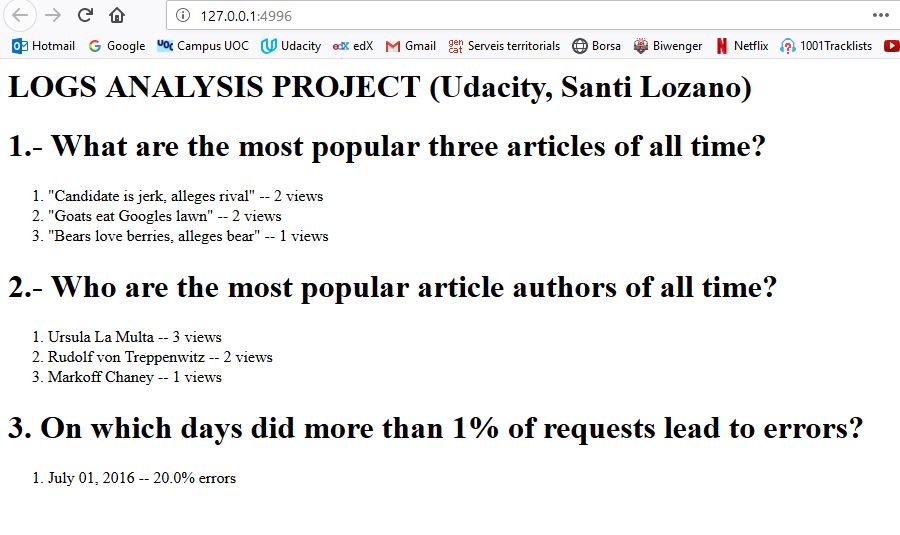 127.0.0.1:4996
Hotmail Google Campus UOC Udacity edX edX Gmail gen cat Serveis territorials Borsa Biwenger Netflix 1001Tracklists
LOGS ANALYSIS PROJECT (Udacity, Santi Lozano)
1.- What are the most popular three articles of all time?
1. "Candidate is jerk, alleges rival" -- 2 views
2. "Goats eat Googles lawn" -- 2 views
3. "Bears love berries, alleges bear" -- 1 views
2.- Who are the most popular article authors of all time?
1. Ursula La Multa -- 3 views
2. Rudolf von Treppenwitz -- 2 views
3. Markoff Chaney -- 1 views
3. On which days did more than 1% of requests lead to errors?
1. July 01, 2016 -- 20.0% errors